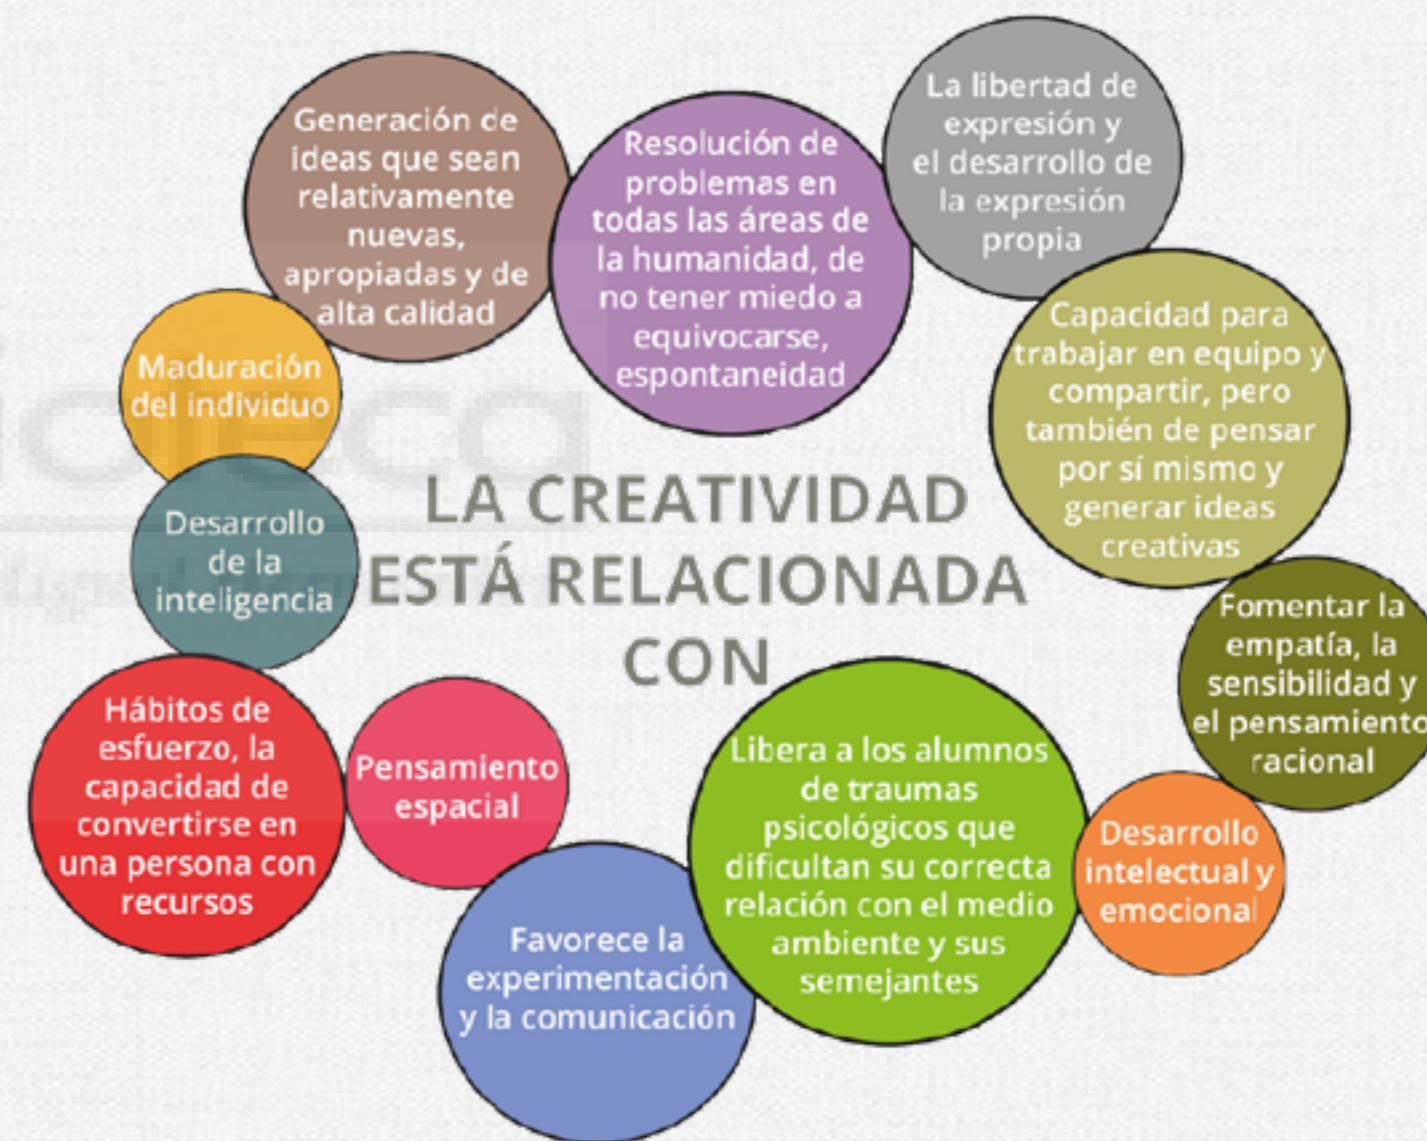 LA CREATIVIDAD
ESTÁ RELACIONADA
CON
Generación de
ideas que sean
relativamente
nuevas,
apropiadas y de
alta calidad
Resolución de
problemas en
todas las áreas de
la humanidad, de
no tener miedo a
equivocarse,
espontaneidad
La libertad de
expresión y
el desarrollo de
la expresión
propia
Capacidad para
trabajar en equipo y
compartir, pero
también de pensar
por sí mismo y
generar ideas
creativas
Fomentar la
empatía, la
sensibilidad y
el pensamiento
racional
Desarrollo
intelectual y
emocional
Libera a los alumnos
de traumas
psicológicos que
dificultan su correcta
relación con el medio
ambiente y sus
semejantes
Favorece la
experimentación
y la comunicación
Pensamiento
espacial
Hábitos de
esfuerzo, la
capacidad de
convertirse en
una persona con
recursos
Desarrollo
de la
inteligencia
Maduración
del individuo